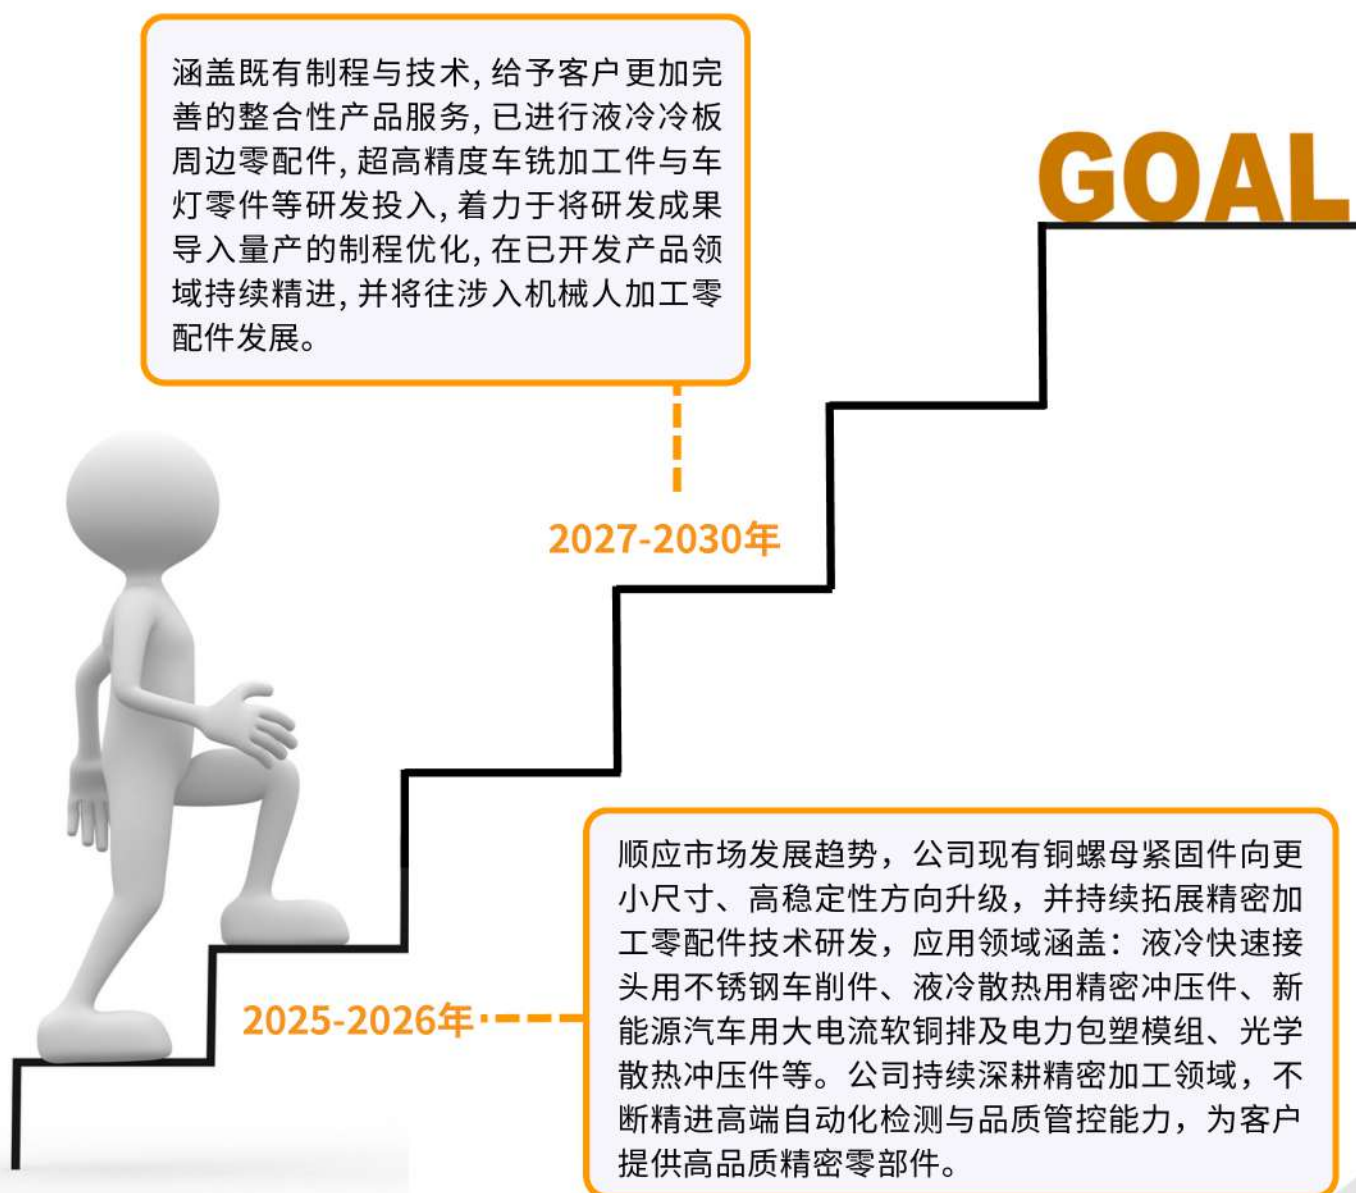 涵盖既有制程与技术, 给予客户更加完
善的整合性产品服务, 已进行液冷冷板
周边零配件, 超高精度车铣加工件与车
灯零件等研发投入, 着力于将研发成果
导入量产的制程优化, 在已开发产品领
域持续精进, 并将往涉入机械人加工零
配件发展。
GOAL
2027-2030年
2025-2026年
顺应市场发展趋势，公司现有铜螺母紧固件向更
小尺寸、高稳定性方向升级，并持续拓展精密加
工零配件技术研发，应用领域涵盖：液冷快速接
头用不锈钢车削件、液冷散热用精密冲压件、新
能源汽车用大电流软铜排及电力包塑模组、光学
散热冲压件等。公司持续深耕精密加工领域，不
断精进高端自动化检测与品质管控能力，为客户
提供高品质精密零部件。